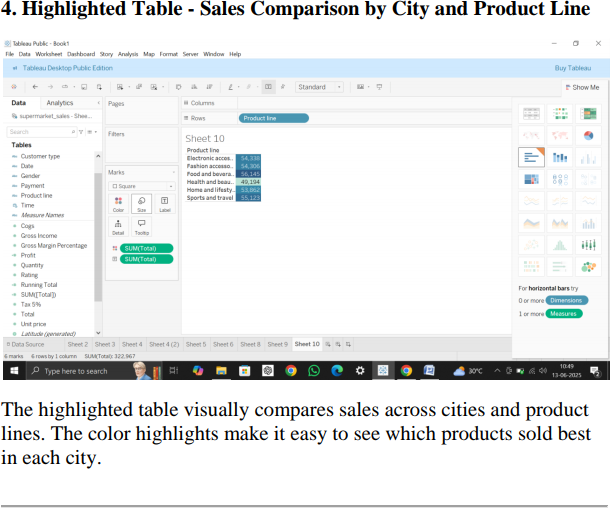 4. Highlighted Table - Sales Comparison by City and Product Line
Tableau Public - Book1
File Data Worksheet Dashboard Story Analysis Map Format Server Window Help
Tableau Desktop Public Edition
Buy Tableau
Standard
Show Me
Data Analytics
supermarket_sales - Shee...
Search
Tables
Customer type
Date
Gender
Payment
Product line
Time
Measure Names
Cogs
Gross Income
Gross Margin Percentage
Profit
Quantity
Rating
Running Total
SUM([Total])
Tax 5%
Total
Unit price
Latitude (generated)
Pages
Filters
Marks
Square
Color Size Label
Detail Tooltip
SUM(Total)
SUM(Total)
Columns
Rows Product line
Sheet 10
Product line
Electronic acces.. 54,338
Fashion accesso.. 54,306
Food and bevera.. 56,145
Health and beau.. 49,194
Home and lifesty.. 53,862
Sports and travel 55,123
For horizontal bars try
0 or more Dimensions
1 or more Measures
Data Source Sheet 2 Sheet 3 Sheet 4 Sheet 4 (2) Sheet 5 Sheet 6 Sheet 8 Sheet 9 Sheet 10
6 marks 6 rows by 1 column SUM(Total): 322,967
Type here to search
30°C
10:49
13-06-2025
The highlighted table visually compares sales across cities and product
lines. The color highlights make it easy to see which products sold best
in each city.